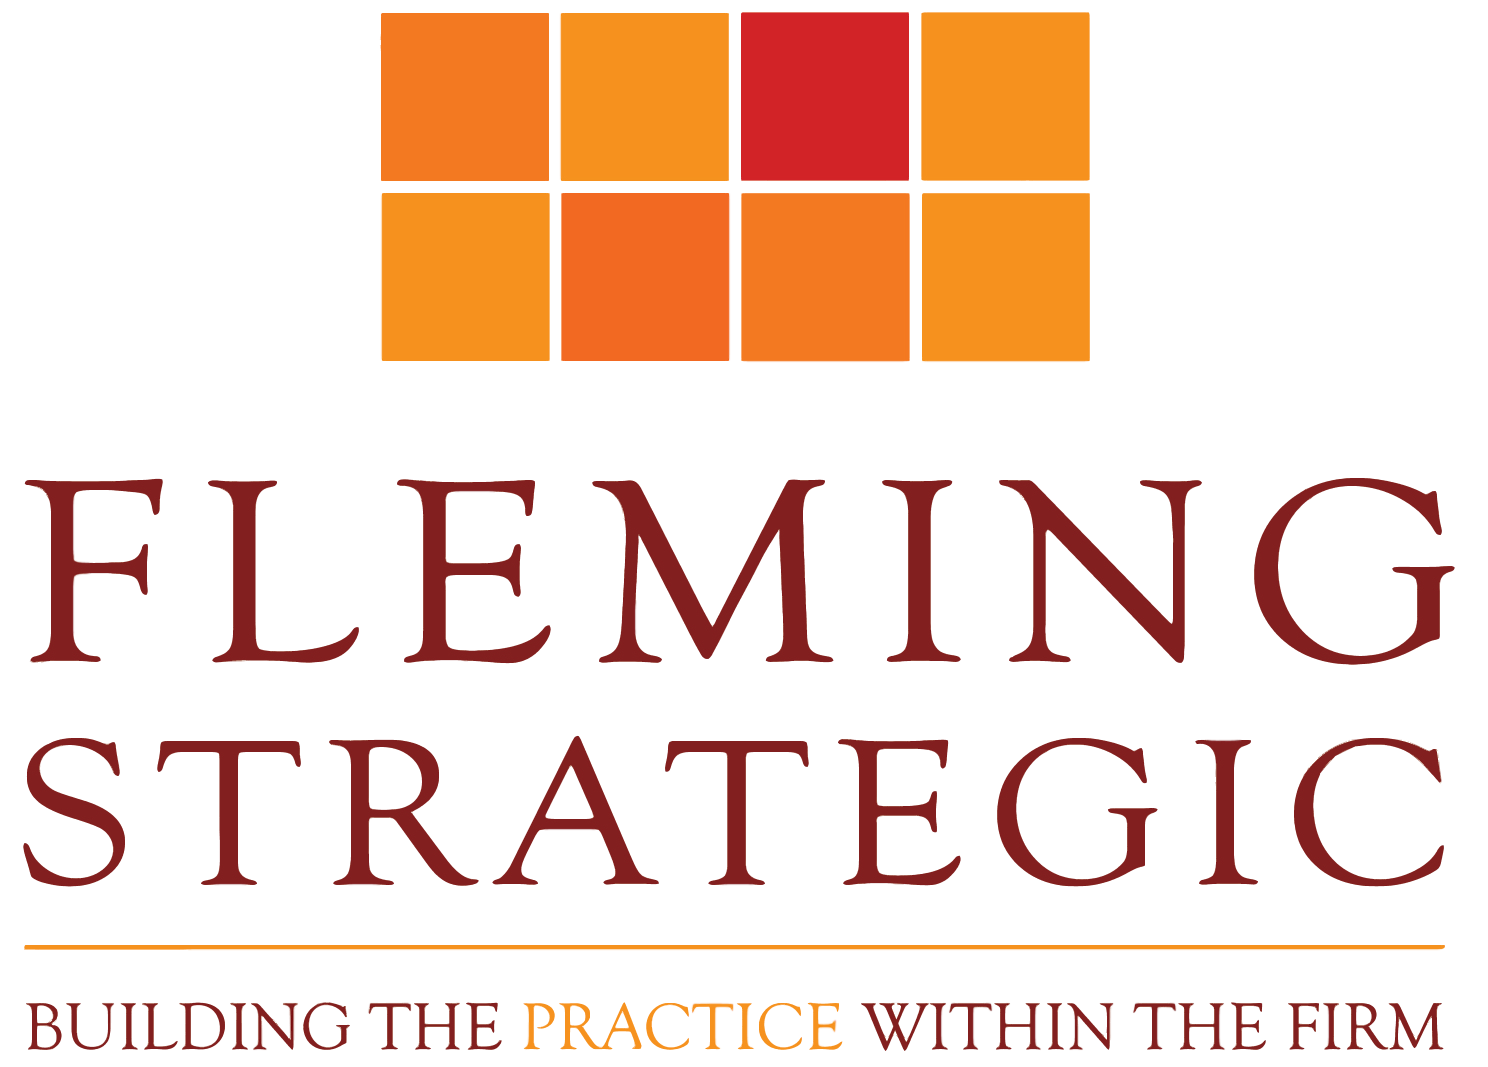 FLEMING
STRATEGIC
BUILDING THE PRACTICE WITHIN THE FIRM